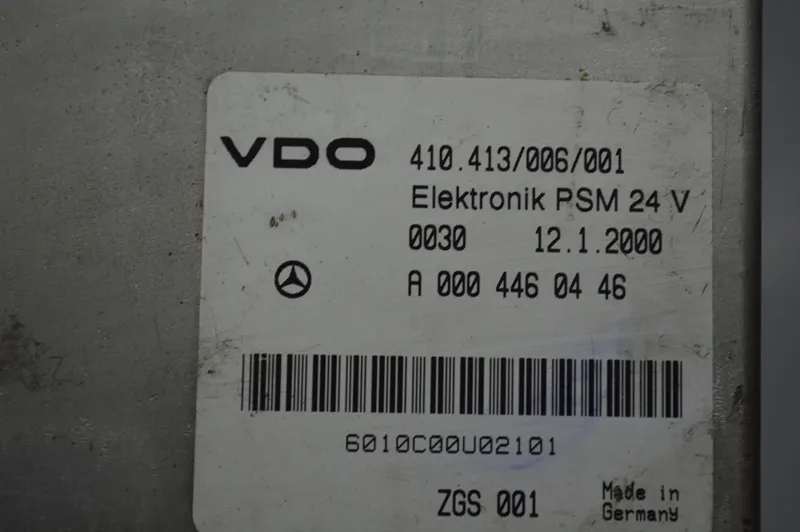 VDO 410.413/006/001
Elektronik PSM 24 V
0030 12.1.2000
A 000 446 04 46
6010C00U02101
ZGS 001 Made in
Germany